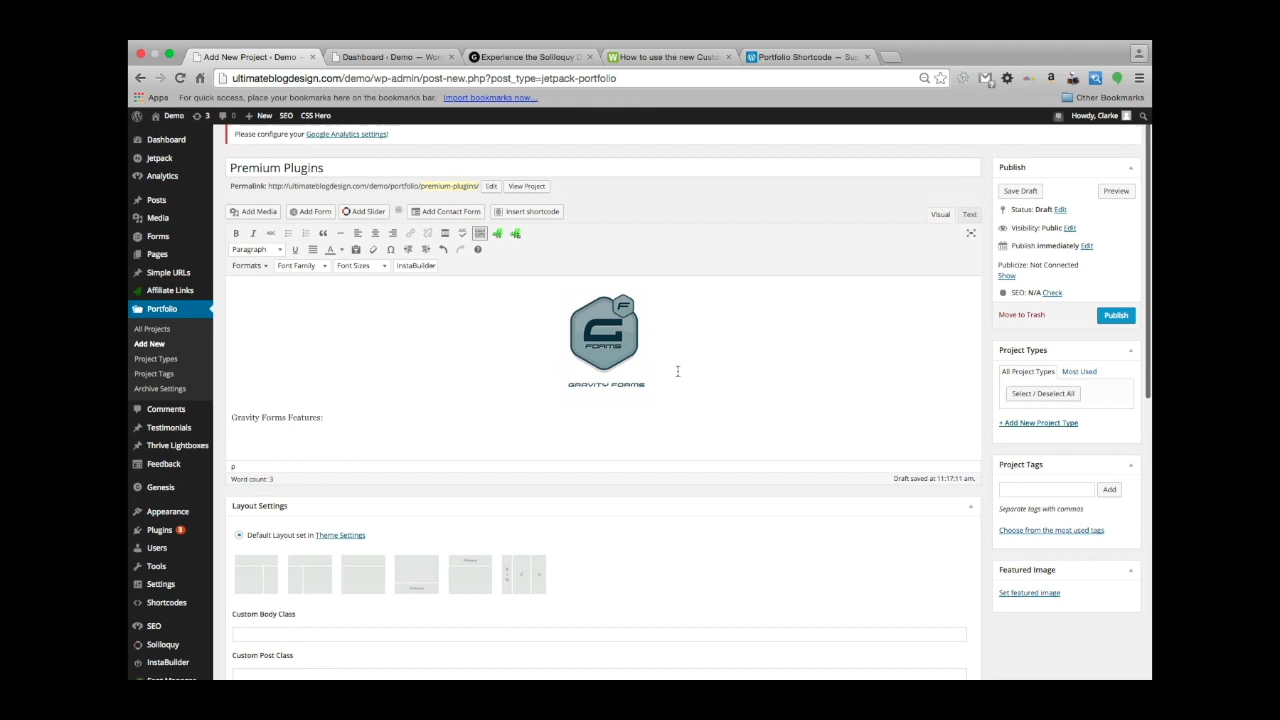 Add New Project ‹ Demo —
Dashboard ‹ Demo — Wor
Experience the Soliloquy D
How to use the new Custo
Portfolio Shortcode — Sup
ultimateblogdesign.com/demo/wp-admin/post-new.php?post_type=jetpack-portfolio
Apps
For quick access, place your bookmarks here on the bookmarks bar. Import bookmarks now...
Other Bookmarks
Demo
3
0
+ New
SEO
CSS Hero
Howdy, Clarke
Please configure your Google Analytics settings!
Dashboard
Jetpack
Analytics
Posts
Media
Forms
Pages
Simple URLs
Affiliate Links
Portfolio
All Projects
Add New
Project Types
Project Tags
Archive Settings
Comments
Testimonials
Thrive Lightboxes
Feedback
Genesis
Appearance
Plugins 3
Users
Tools
Settings
Shortcodes
SEO
Soliloquy
InstaBuilder
Premium Plugins
Permalink: http://ultimateblogdesign.com/demo/portfolio/premium-plugins/ Edit View Project
Add Media
Add Form
Add Slider
Add Contact Form
Insert shortcode
Visual
Text
Paragraph
Formats
Font Family
Font Sizes
InstaBuilder
F
G
FORMS
GRAVITY FORMS
Gravity Forms Features:
p
Word count: 3
Draft saved at 11:17:11 am.
Layout Settings
Default Layout set in Theme Settings
Custom Body Class
Custom Post Class
Publish
Save Draft
Preview
Status: Draft Edit
Visibility: Public Edit
Publish immediately Edit
Publicize: Not Connected
Show
SEO: N/A Check
Move to Trash
Publish
Project Types
All Project Types
Most Used
Select / Deselect All
+ Add New Project Type
Project Tags
Add
Separate tags with commas
Choose from the most used tags
Featured Image
Set featured image